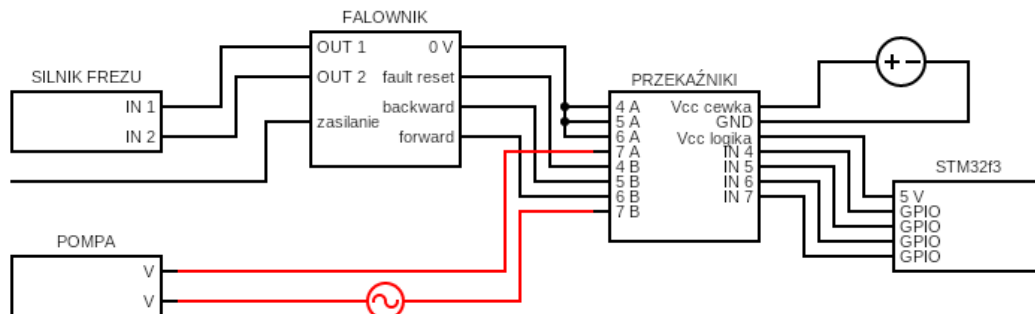 FALOWNIK
OUT 1 0 V
OUT 2 fault reset
backward
zasilanie
forward
SILNIK FREZU
IN 1
IN 2
PRZEKAŹNIKI
4 A Vcc cewka
5 A GND
6 A Vcc logika
7 A IN 4
4 B IN 5
5 B IN 6
6 B IN 7
7 B
+ −
STM32f3
5 V
GPIO
GPIO
GPIO
GPIO
POMPA
V
V